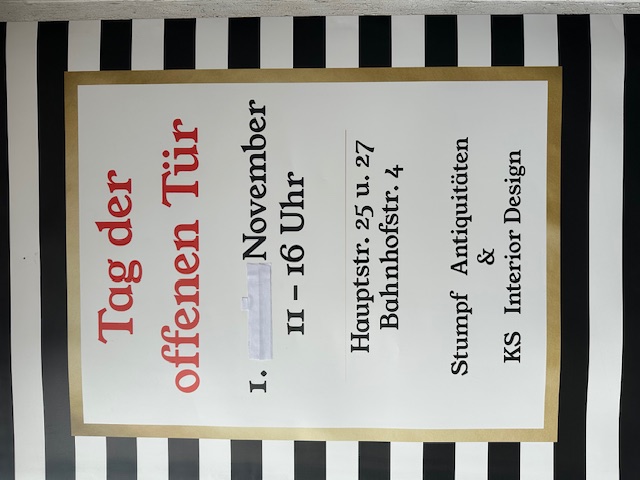 Tag der
offenen Tür
1. November
11 – 16 Uhr
Hauptstr. 25 u. 27
Bahnhofstr. 4
Stumpf Antiquitäten
&
KS Interior Design